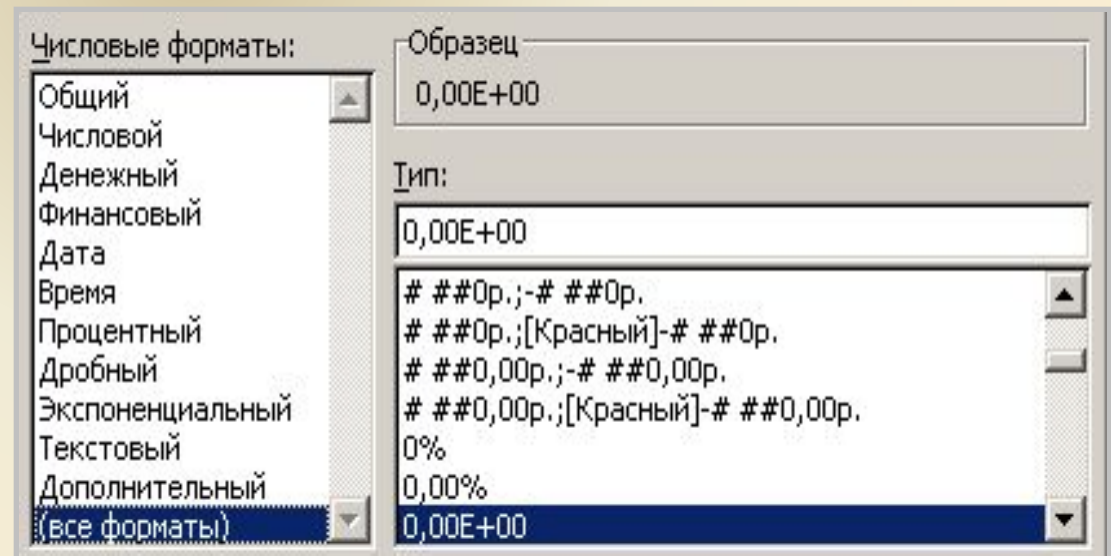 Числовые форматы:
Общий
Числовой
Денежный
Финансовый
Дата
Время
Процентный
Дробный
Экспоненциальный
Текстовый
Дополнительный
(все форматы)
Образец
0,00E+00
Тип:
0,00E+00
# ##0р.;-# ##0р.
# ##0р.;[Красный]-# ##0р.
# ##0,00р.;-# ##0,00р.
# ##0,00р.;[Красный]-# ##0,00р.
0%
0,00%
0,00E+00